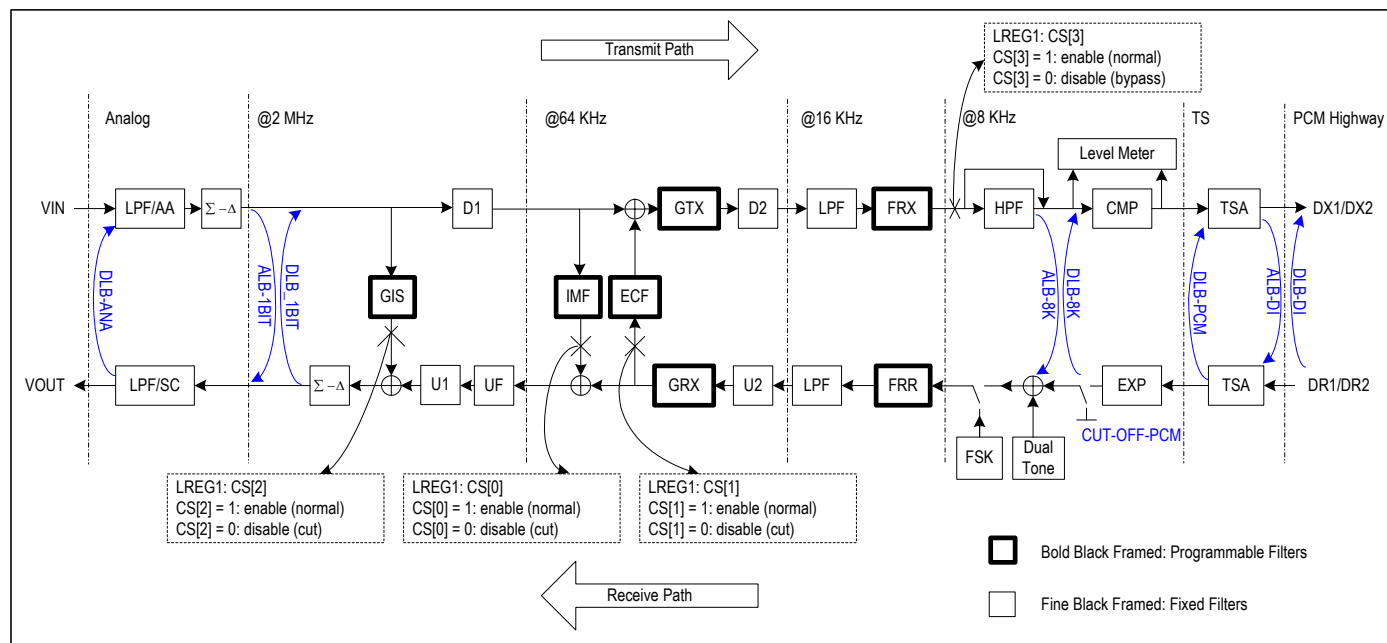 Transmit Path
LREG1: CS[3]
CS[3] = 1: enable (normal)
CS[3] = 0: disable (bypass)
Analog
@2 MHz
@64 KHz
@16 KHz
@8 KHz
TS
PCM Highway
Level Meter
VIN
LPF/AA
Σ−Δ
D1
GTX
D2
LPF
FRX
HPF
CMP
TSA
DX1/DX2
DLB-ANA
ALB-1BIT
DLB_1BIT
GIS
IMF
ECF
ALB-8K
DLB-8K
DLB-PCM
ALB-DI
DLB-DI
VOUT
LPF/SC
Σ−Δ
U1
UF
GRX
U2
LPF
FRR
EXP
TSA
DR1/DR2
CUT-OFF-PCM
FSK
Dual
Tone
LREG1: CS[2]
CS[2] = 1: enable (normal)
CS[2] = 0: disable (cut)
LREG1: CS[0]
CS[0] = 1: enable (normal)
CS[0] = 0: disable (cut)
LREG1: CS[1]
CS[1] = 1: enable (normal)
CS[1] = 0: disable (cut)
Bold Black Framed: Programmable Filters
Receive Path
Fine Black Framed: Fixed Filters